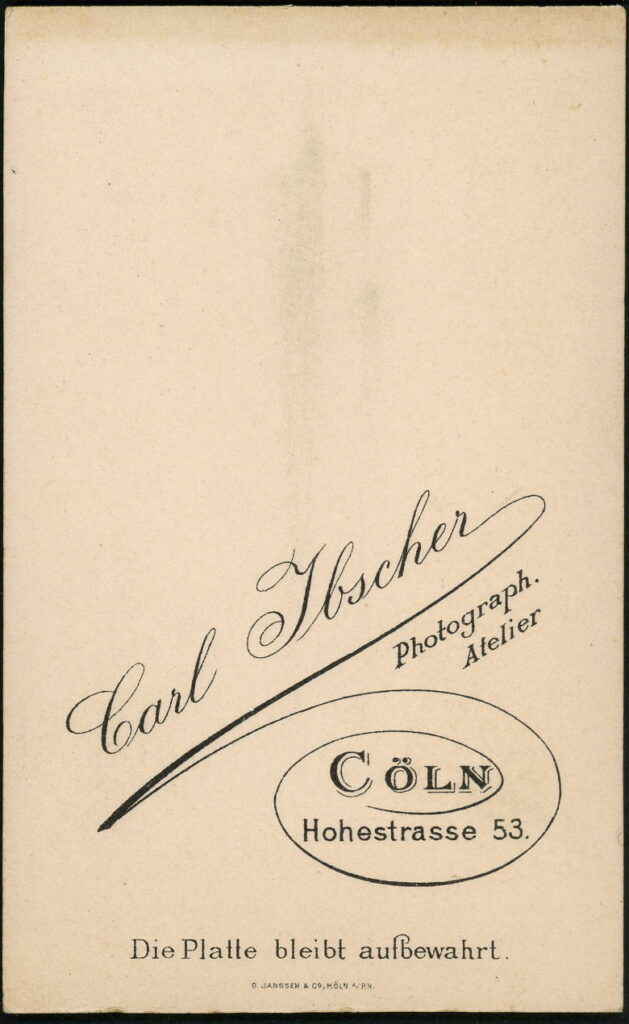 Carl Ibscher
Photograph.
Atelier
CÖLN
Hohestrasse 53.
Die Platte bleibt aufbewahrt.
G JANSSEN & CO, KÖLN A/RH.